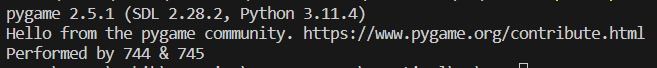 pygame 2.5.1 (SDL 2.28.2, Python 3.11.4)
Hello from the pygame community. https://www.pygame.org/contribute.html
Performed by 744 & 745